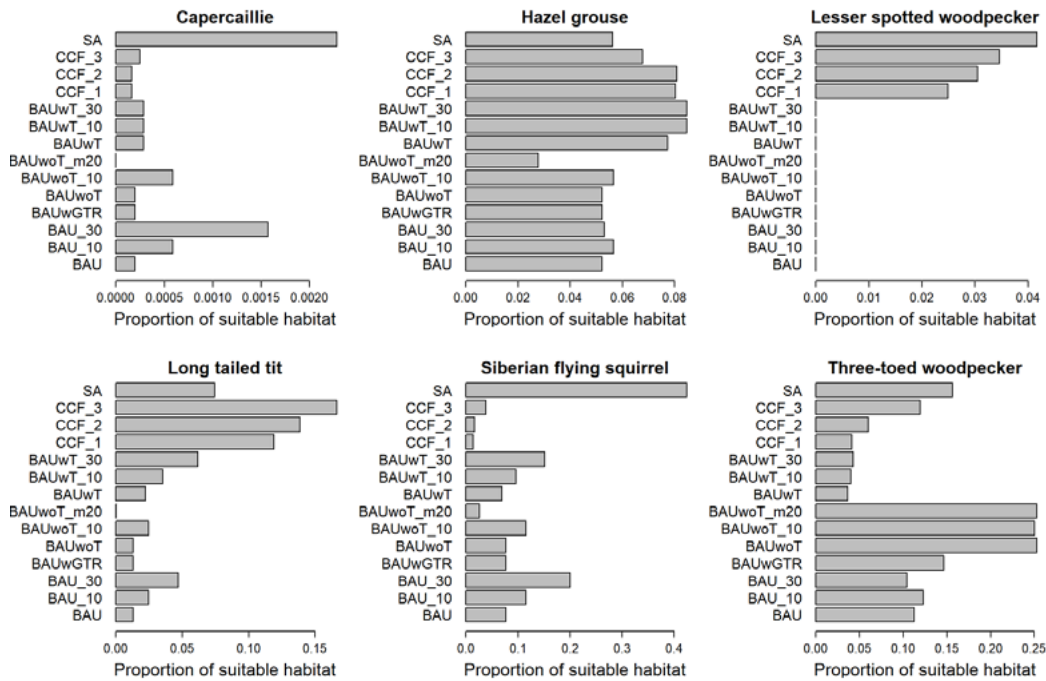 Capercaillie
SA
CCF_3
CCF_2
CCF_1
BAUwT_30
BAUwT_10
BAUwT
BAUwoT_m20
BAUwoT_10
BAUwoT
BAUwGTR
BAU_30
BAU_10
BAU
0.0000 0.0005 0.0010 0.0015 0.0020
Proportion of suitable habitat
Hazel grouse
SA
CCF_3
CCF_2
CCF_1
BAUwT_30
BAUwT_10
BAUwT
BAUwoT_m20
BAUwoT_10
BAUwoT
BAUwGTR
BAU_30
BAU_10
BAU
0.00 0.02 0.04 0.06 0.08
Proportion of suitable habitat
Lesser spotted woodpecker
SA
CCF_3
CCF_2
CCF_1
BAUwT_30
BAUwT_10
BAUwT
BAUwoT_m20
BAUwoT_10
BAUwoT
BAUwGTR
BAU_30
BAU_10
BAU
0.00 0.01 0.02 0.03 0.04
Proportion of suitable habitat
Long tailed tit
SA
CCF_3
CCF_2
CCF_1
BAUwT_30
BAUwT_10
BAUwT
BAUwoT_m20
BAUwoT_10
BAUwoT
BAUwGTR
BAU_30
BAU_10
BAU
0.00 0.05 0.10 0.15
Proportion of suitable habitat
Siberian flying squirrel
SA
CCF_3
CCF_2
CCF_1
BAUwT_30
BAUwT_10
BAUwT
BAUwoT_m20
BAUwoT_10
BAUwoT
BAUwGTR
BAU_30
BAU_10
BAU
0.0 0.1 0.2 0.3 0.4
Proportion of suitable habitat
Three-toed woodpecker
SA
CCF_3
CCF_2
CCF_1
BAUwT_30
BAUwT_10
BAUwT
BAUwoT_m20
BAUwoT_10
BAUwoT
BAUwGTR
BAU_30
BAU_10
BAU
0.00 0.05 0.10 0.15 0.20 0.25
Proportion of suitable habitat